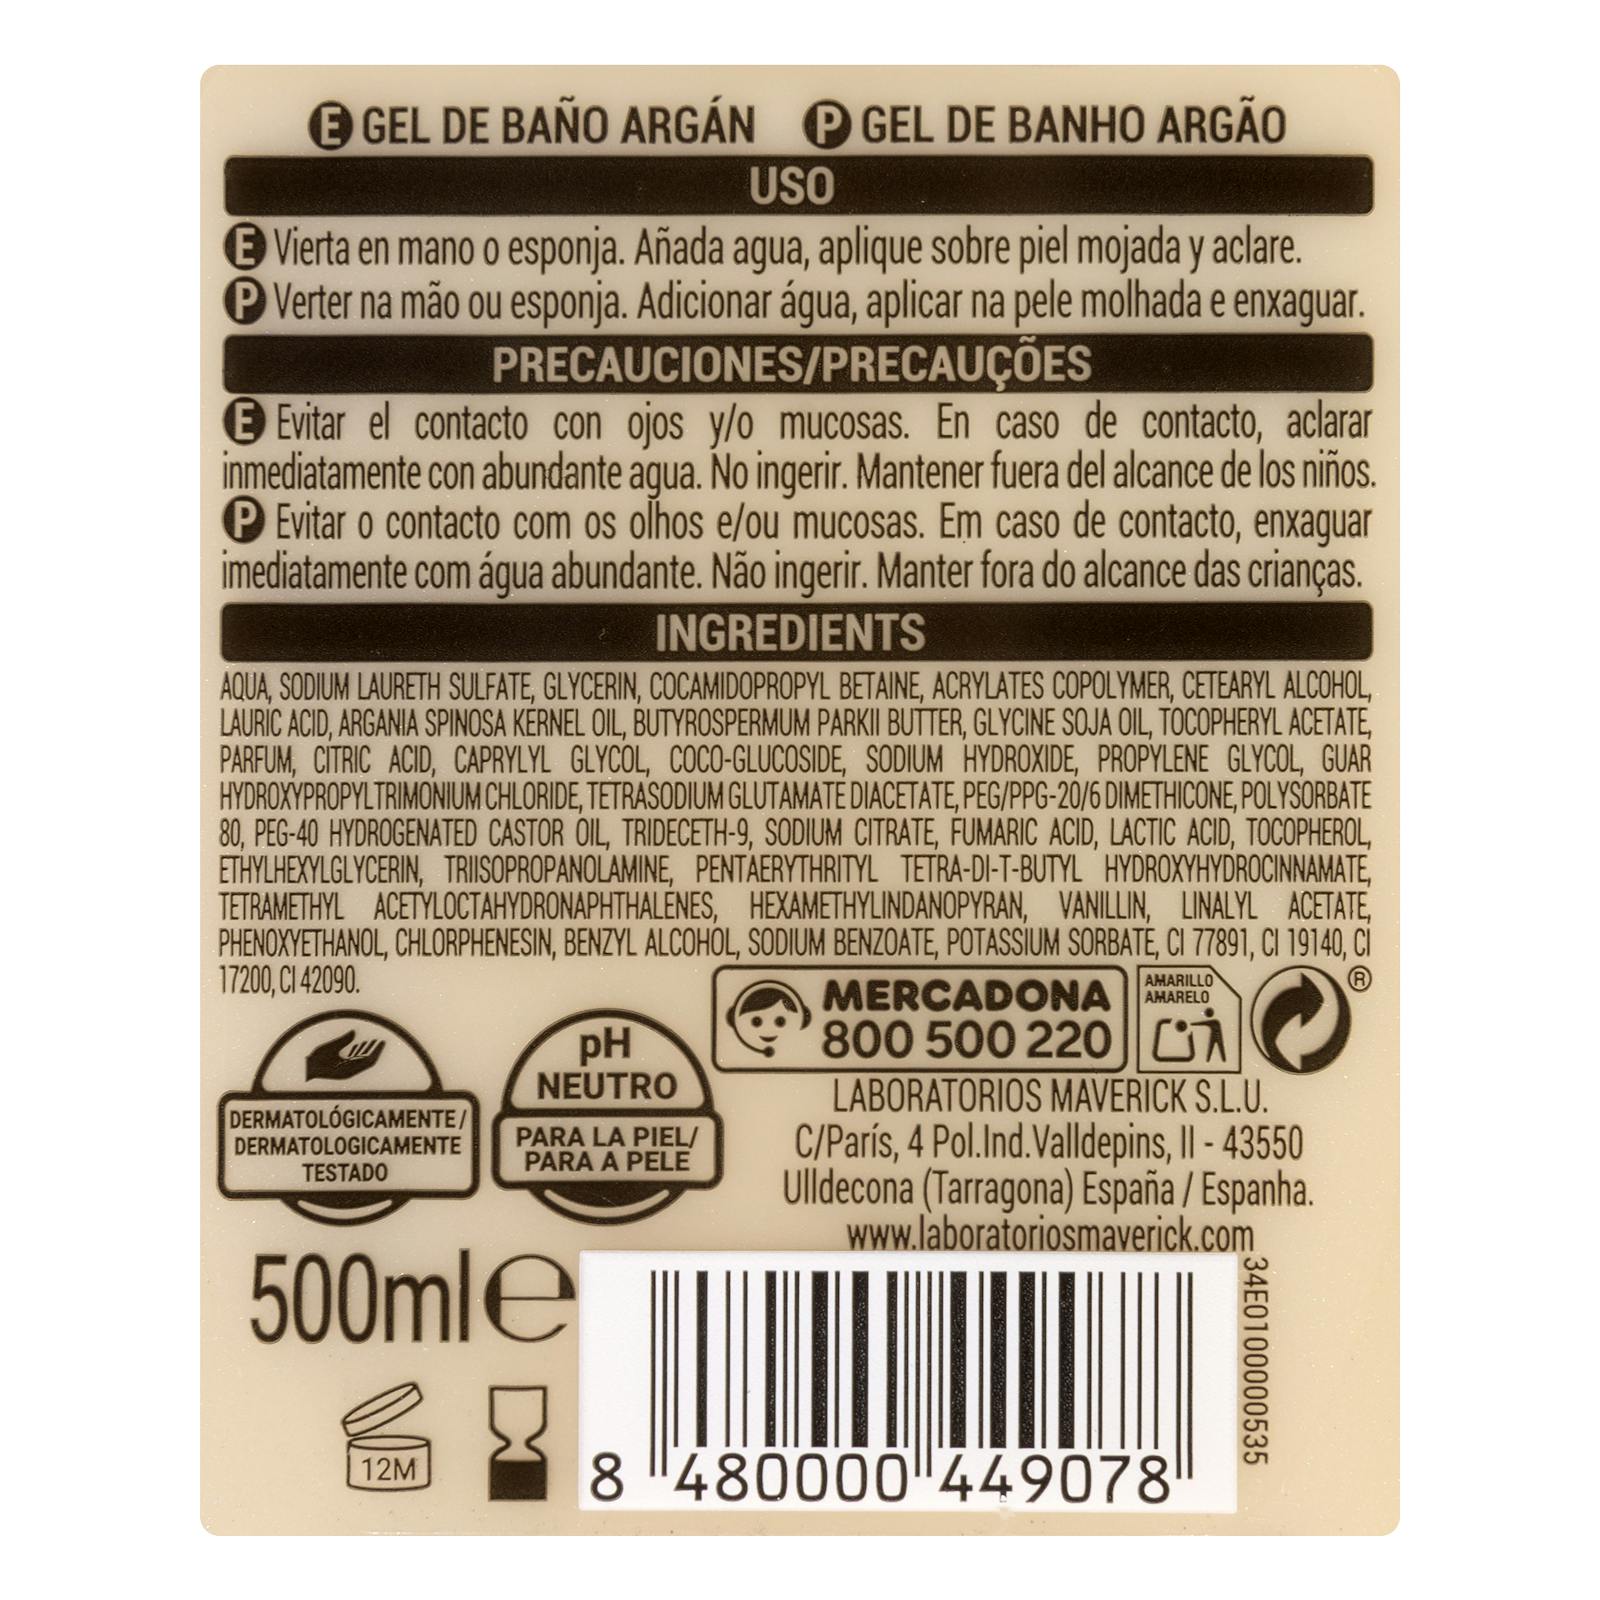 E GEL DE BAÑO ARGÁN P GEL DE BANHO ARGÃO
USO
E Vierta en mano o esponja. Añada agua, aplique sobre piel mojada y aclare.
P Verter na mão ou esponja. Adicionar água, aplicar na pele molhada e enxaguar.
PRECAUCIONES/PRECAUÇÕES
E Evitar el contacto con ojos y/o mucosas. En caso de contacto, aclarar
inmediatamente con abundante agua. No ingerir. Mantener fuera del alcance de los niños.
P Evitar o contacto com os olhos e/ou mucosas. Em caso de contacto, enxaguar
imediatamente com água abundante. Não ingerir. Manter fora do alcance das crianças.
INGREDIENTS
AQUA, SODIUM LAURETH SULFATE, GLYCERIN, COCAMIDOPROPYL BETAINE, ACRYLATES COPOLYMER, CETEARYL ALCOHOL,
LAURIC ACID, ARGANIA SPINOSA KERNEL OIL, BUTYROSPERMUM PARKII BUTTER, GLYCINE SOJA OIL, TOCOPHERYL ACETATE,
PARFUM, CITRIC ACID, CAPRYLYL GLYCOL, COCO-GLUCOSIDE, SODIUM HYDROXIDE, PROPYLENE GLYCOL, GUAR
HYDROXYPROPYLTRIMONIUM CHLORIDE, TETRASODIUM GLUTAMATE DIACETATE, PEG/PPG-20/6 DIMETHICONE, POLYSORBATE
80, PEG-40 HYDROGENATED CASTOR OIL, TRIDECETH-9, SODIUM CITRATE, FUMARIC ACID, LACTIC ACID, TOCOPHEROL,
ETHYLHEXYLGLYCERIN, TRIISOPROPANOLAMINE, PENTAERYTHRITYL TETRA-DI-T-BUTYL HYDROXYHYDROCINNAMATE,
TETRAMETHYL ACETYLOCTAHYDRONAPHTHALENES, HEXAMETHYLINDANOPYRAN, VANILLIN, LINALYL ACETATE,
PHENOXYETHANOL, CHLORPHENESIN, BENZYL ALCOHOL, SODIUM BENZOATE, POTASSIUM SORBATE, CI 77891, CI 19140, CI
17200, CI 42090.
MERCADONA
800 500 220
AMARILLO
AMARELO
®
DERMATOLÓGICAMENTE/
DERMATOLOGICAMENTE
TESTADO
pH
NEUTRO
PARA LA PIEL/
PARA A PELE
LABORATORIOS MAVERICK S.L.U.
C/París, 4 Pol.Ind.Valldepins, II - 43550
Ulldecona (Tarragona) España / Espanha.
www.laboratoriosmaverick.com
500ml e
12M
8 480000 449078
34E010000535